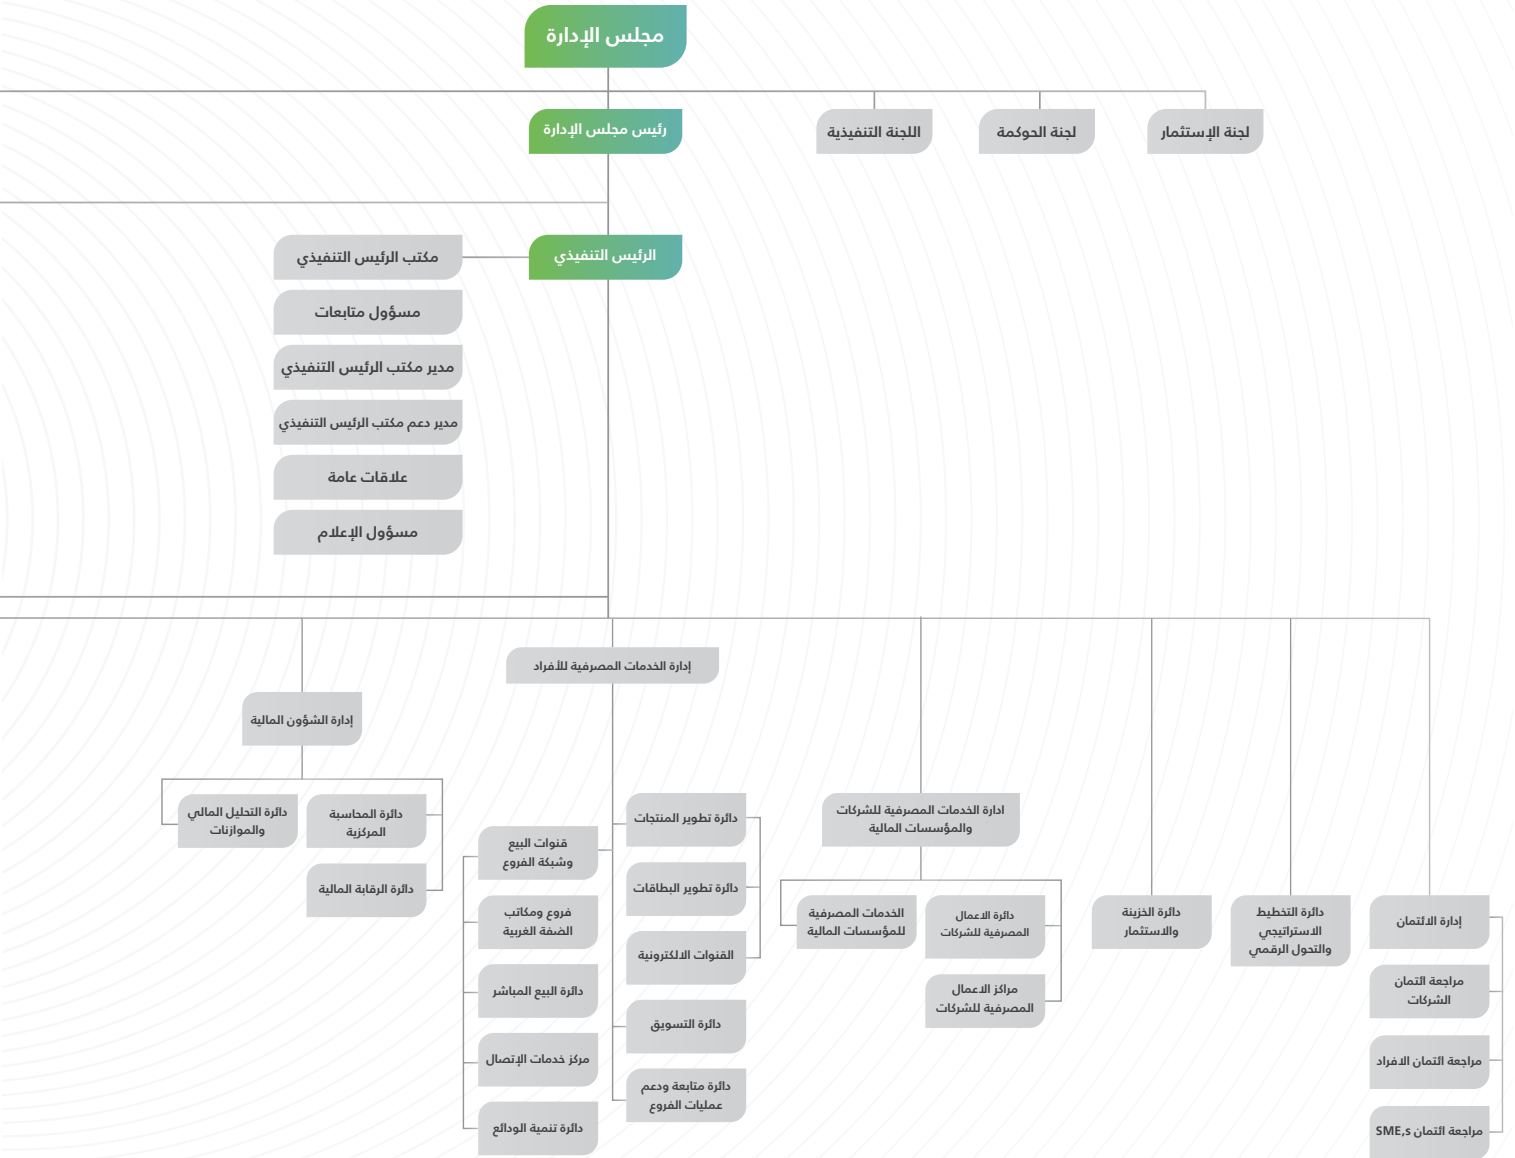 مجلس الإدارة
لجنة الإستثمار
لجنة الحوكمة
اللجنة التنفيذية
رئيس مجلس الإدارة
الرئيس التنفيذي
مكتب الرئيس التنفيذي
مسؤول متابعات
مدير مكتب الرئيس التنفيذي
مدير دعم مكتب الرئيس التنفيذي
علاقات عامة
مسؤول الإعلام
إدارة الائتمان
مراجعة ائتمان
الشركات
مراجعة ائتمان الافراد
مراجعة ائتمان SME,s
دائرة التخطيط
الاستراتيجي
والتحول الرقمي
دائرة الخزينة
والاستثمار
ادارة الخدمات المصرفية للشركات
والمؤسسات المالية
دائرة الاعمال
المصرفية للشركات
مراكز الاعمال
المصرفية للشركات
الخدمات المصرفية
للمؤسسات المالية
إدارة الخدمات المصرفية للأفراد
دائرة تطوير المنتجات
دائرة تطوير البطاقات
القنوات الالكترونية
دائرة التسويق
دائرة متابعة ودعم
عمليات الفروع
قنوات البيع
وشبكة الفروع
فروع ومكاتب
الضفة الغربية
دائرة البيع المباشر
مركز خدمات الإتصال
دائرة تنمية الودائع
إدارة الشؤون المالية
دائرة المحاسبة
المركزية
دائرة الرقابة المالية
دائرة التحليل المالي
والموازنات